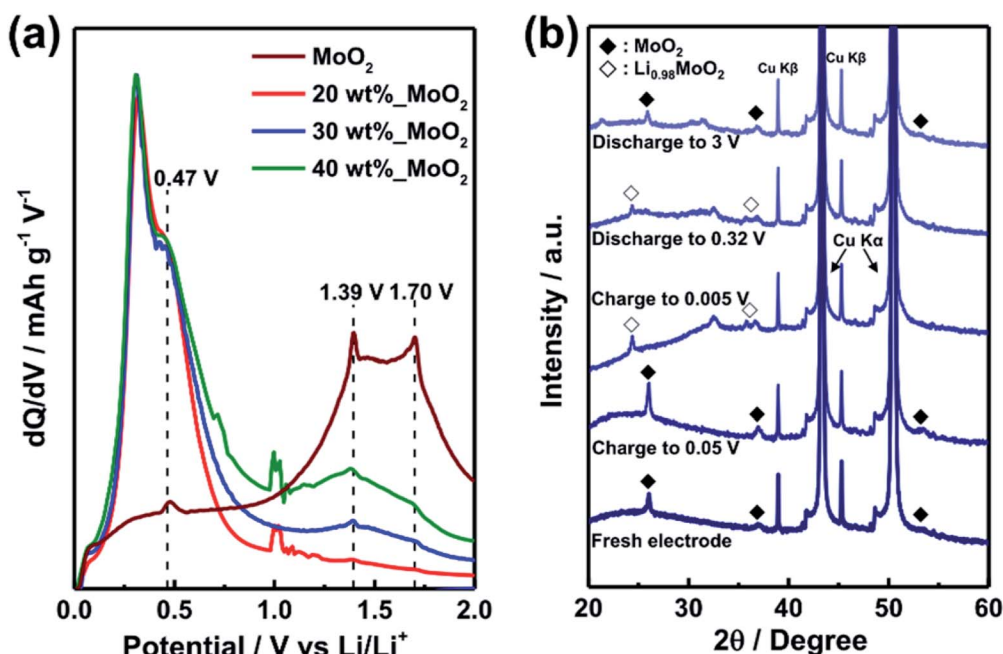 (a)
MoO₂
20 wt%_MoO₂
30 wt%_MoO₂
40 wt%_MoO₂
0.47 V
1.39 V
1.70 V
dQ/dV / mAh g⁻¹ V⁻¹
0.0 0.5 1.0 1.5 2.0
Potential / V vs Li/Li⁺
(b)
◆ : MoO₂
◇ : Li₀.₉₈MoO₂
Cu Kβ
Cu Kβ
Discharge to 3 V
Discharge to 0.32 V
Cu Kα
Charge to 0.005 V
Charge to 0.05 V
Fresh electrode
Intensity / a.u.
20 30 40 50 60
2θ / Degree